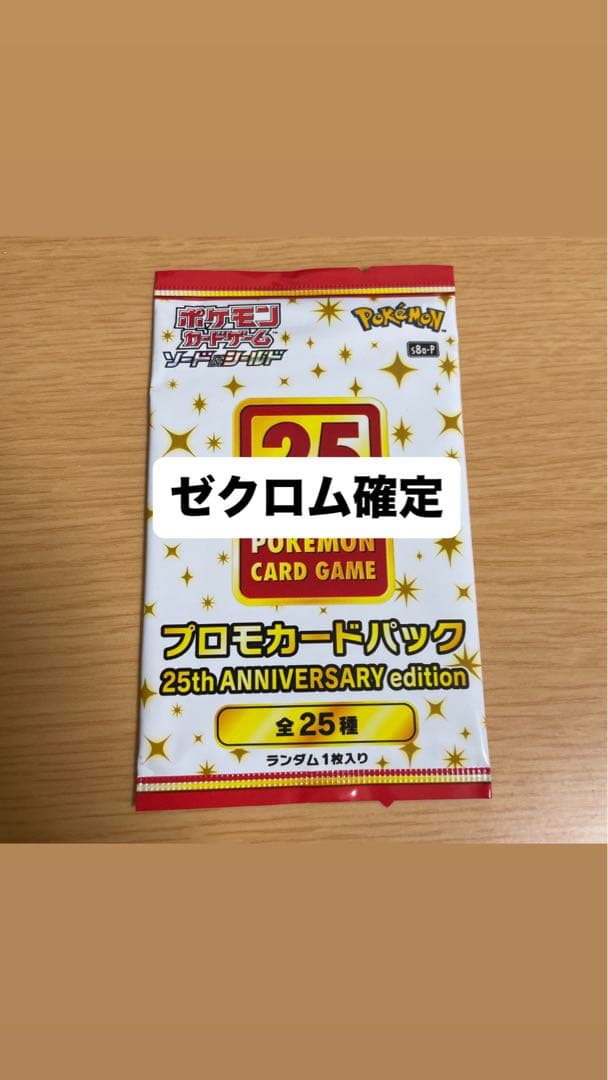 ポケモン
カードゲーム
ソード&シールド
POKÉMON
s8a-P
25
ゼクロム確定
POKÉMON
CARD GAME
プロモカードパック
25th ANNIVERSARY edition
全25種
ランダム1枚入り